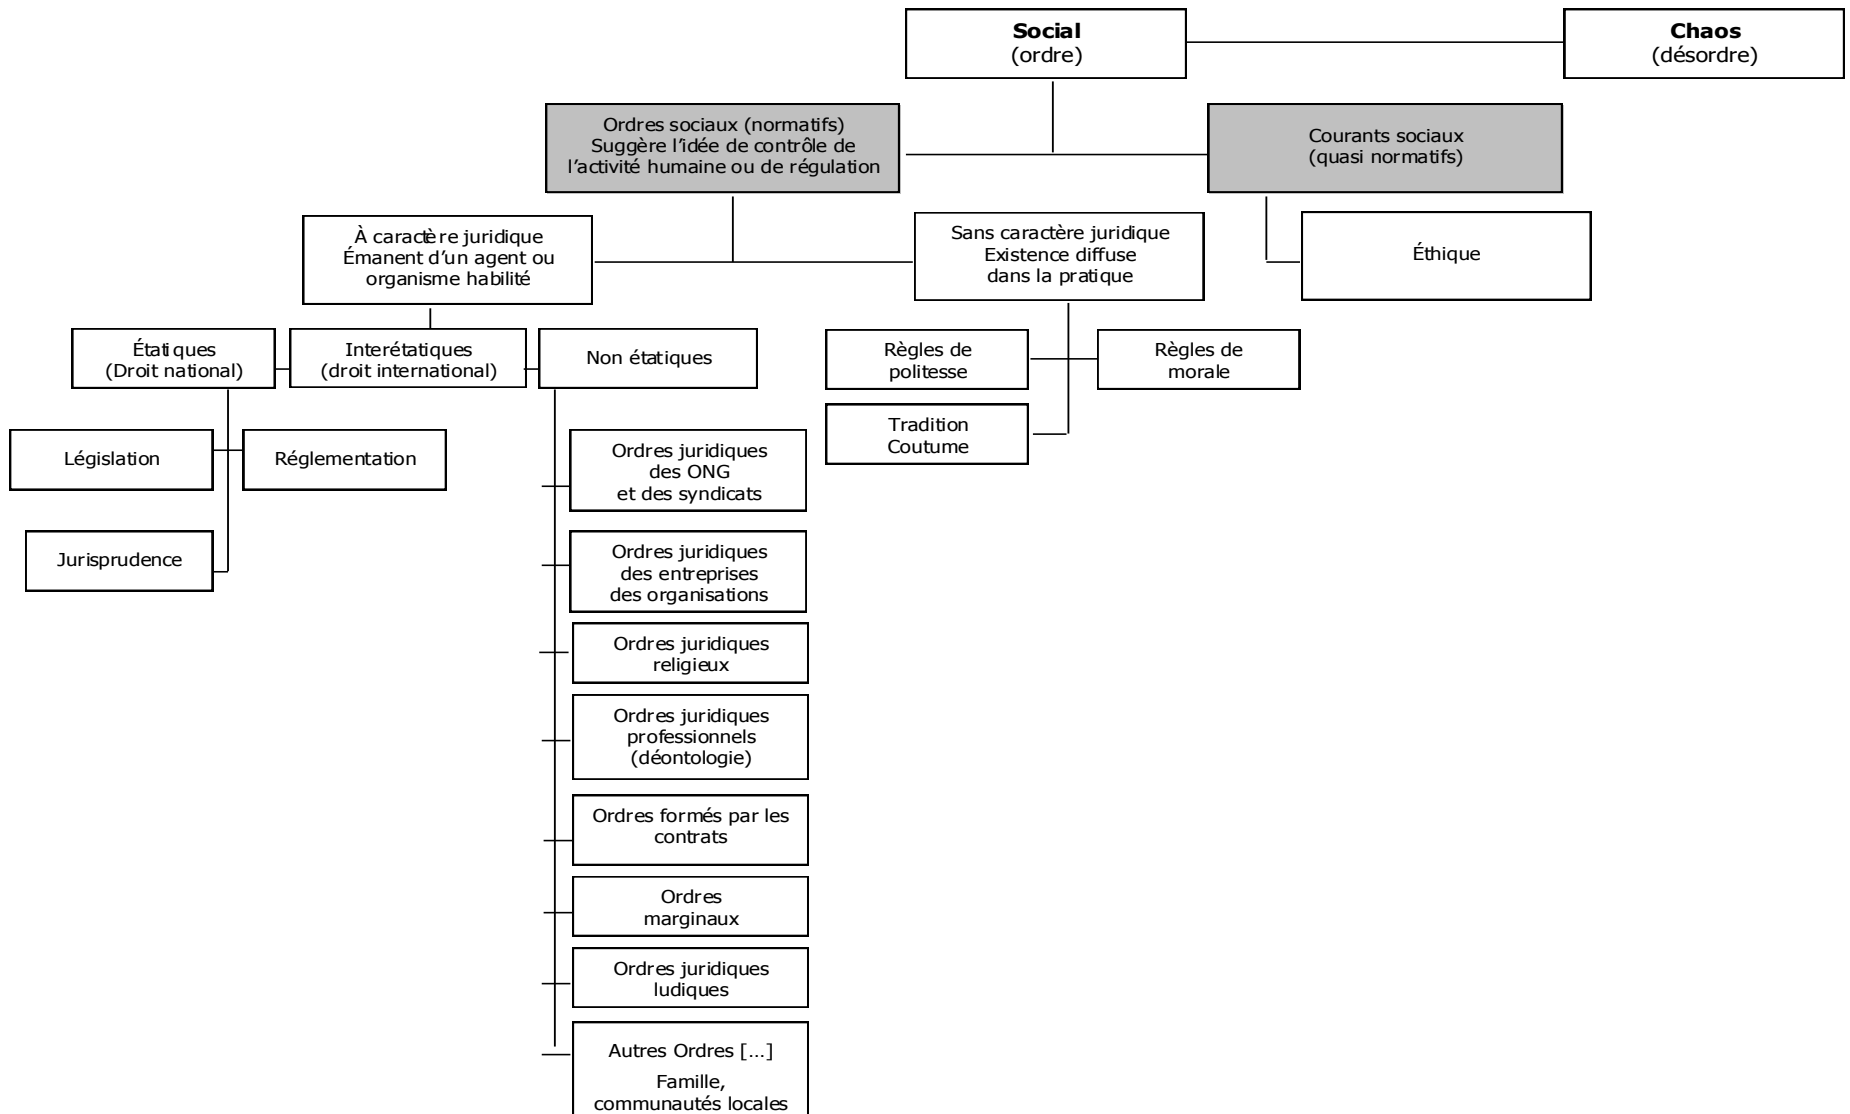 Social
(ordre)
Chaos
(désordre)
Ordres sociaux (normatifs)
Suggère l'idée de contrôle de
l'activité humaine ou de régulation
Courants sociaux
(quasi normatifs)
À caractère juridique
Émanent d'un agent ou
organisme habilité
Sans caractère juridique
Existence diffuse
dans la pratique
Éthique
Étatiques
(Droit national)
Interétatiques
(droit international)
Non étatiques
Règles de
politesse
Règles de
morale
Tradition
Coutume
Législation
Réglementation
Jurisprudence
Ordres juridiques
des ONG
et des syndicats
Ordres juridiques
des entreprises
des organisations
Ordres juridiques
religieux
Ordres juridiques
professionnels
(déontologie)
Ordres formés par les
contrats
Ordres
marginaux
Ordres juridiques
ludiques
Autres Ordres [...]
Famille,
communautés locales